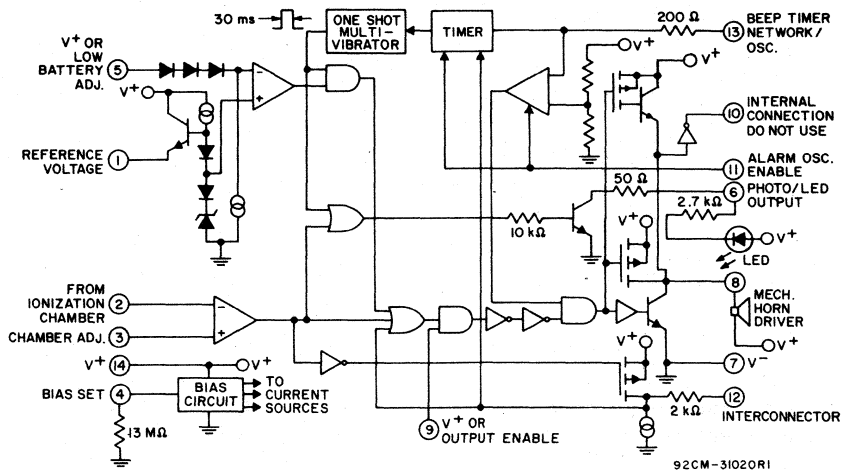 30 ms
ONE SHOT
MULTI-
VIBRATOR
TIMER
200 Ω
13
BEEP TIMER
NETWORK/
OSC.
V+ OR
LOW
BATTERY
ADJ.
5
V+
V+
V+
10
INTERNAL
CONNECTION
DO NOT USE
REFERENCE
VOLTAGE
1
11
ALARM OSC.
ENABLE
50 Ω
6
PHOTO/LED
OUTPUT
2.7 kΩ
10 kΩ
V+
V+
LED
FROM
IONIZATION
CHAMBER
2
8
MECH.
HORN
DRIVER
CHAMBER ADJ.
3
V+
V+
7
V-
V+
14
V+
BIAS SET
4
BIAS
CIRCUIT
TO
CURRENT
SOURCES
12
INTERCONNECTOR
2 kΩ
13 MΩ
9
V+ OR
OUTPUT ENABLE
92CM-31020R1